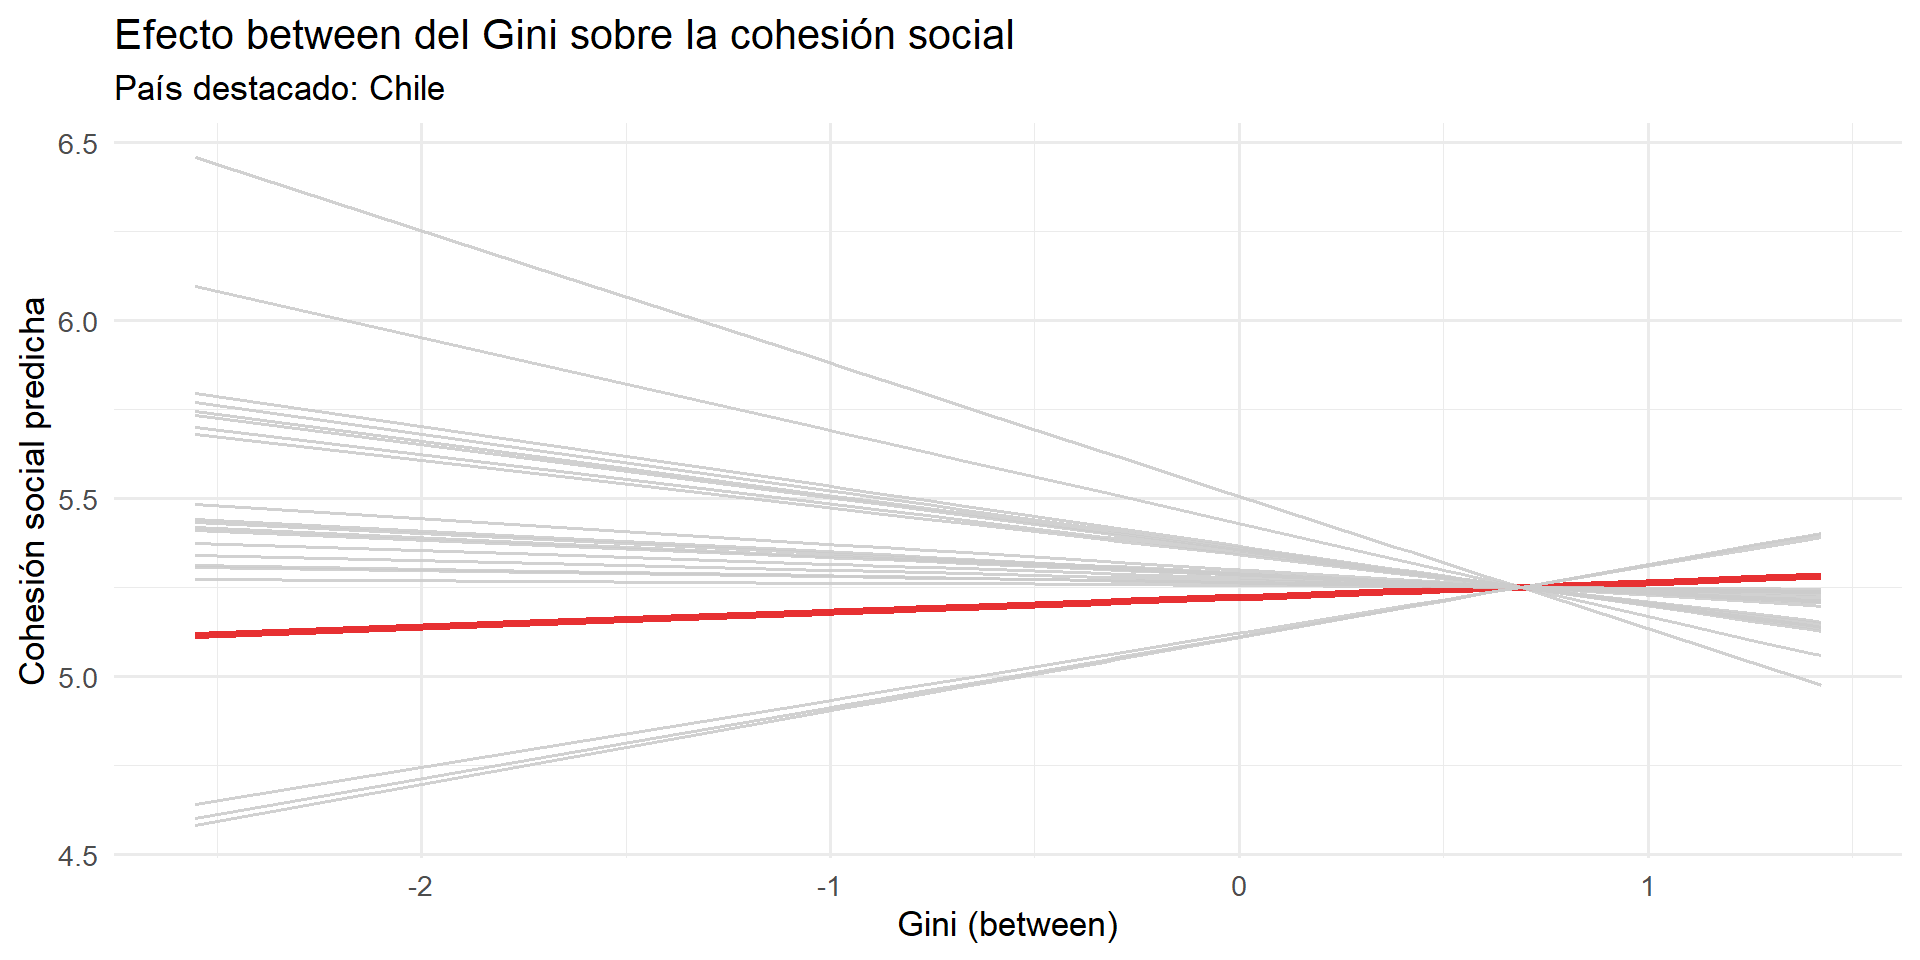 Efecto between del Gini sobre la cohesión social
País destacado: Chile
Cohesión social predicha
6.5
6.0
5.5
5.0
4.5
-2
-1
0
1
Gini (between)